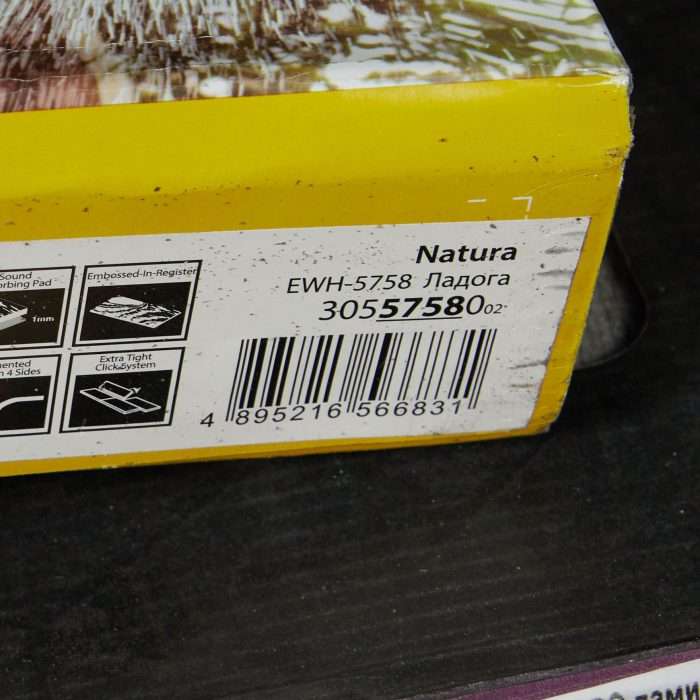 Natura
EWH-5758 Ладога
30557580 02
Sound
rbing Pad
1mm
Embossed-In-Register
4 Sides
Extra Tight
Click System
4 895216 566831